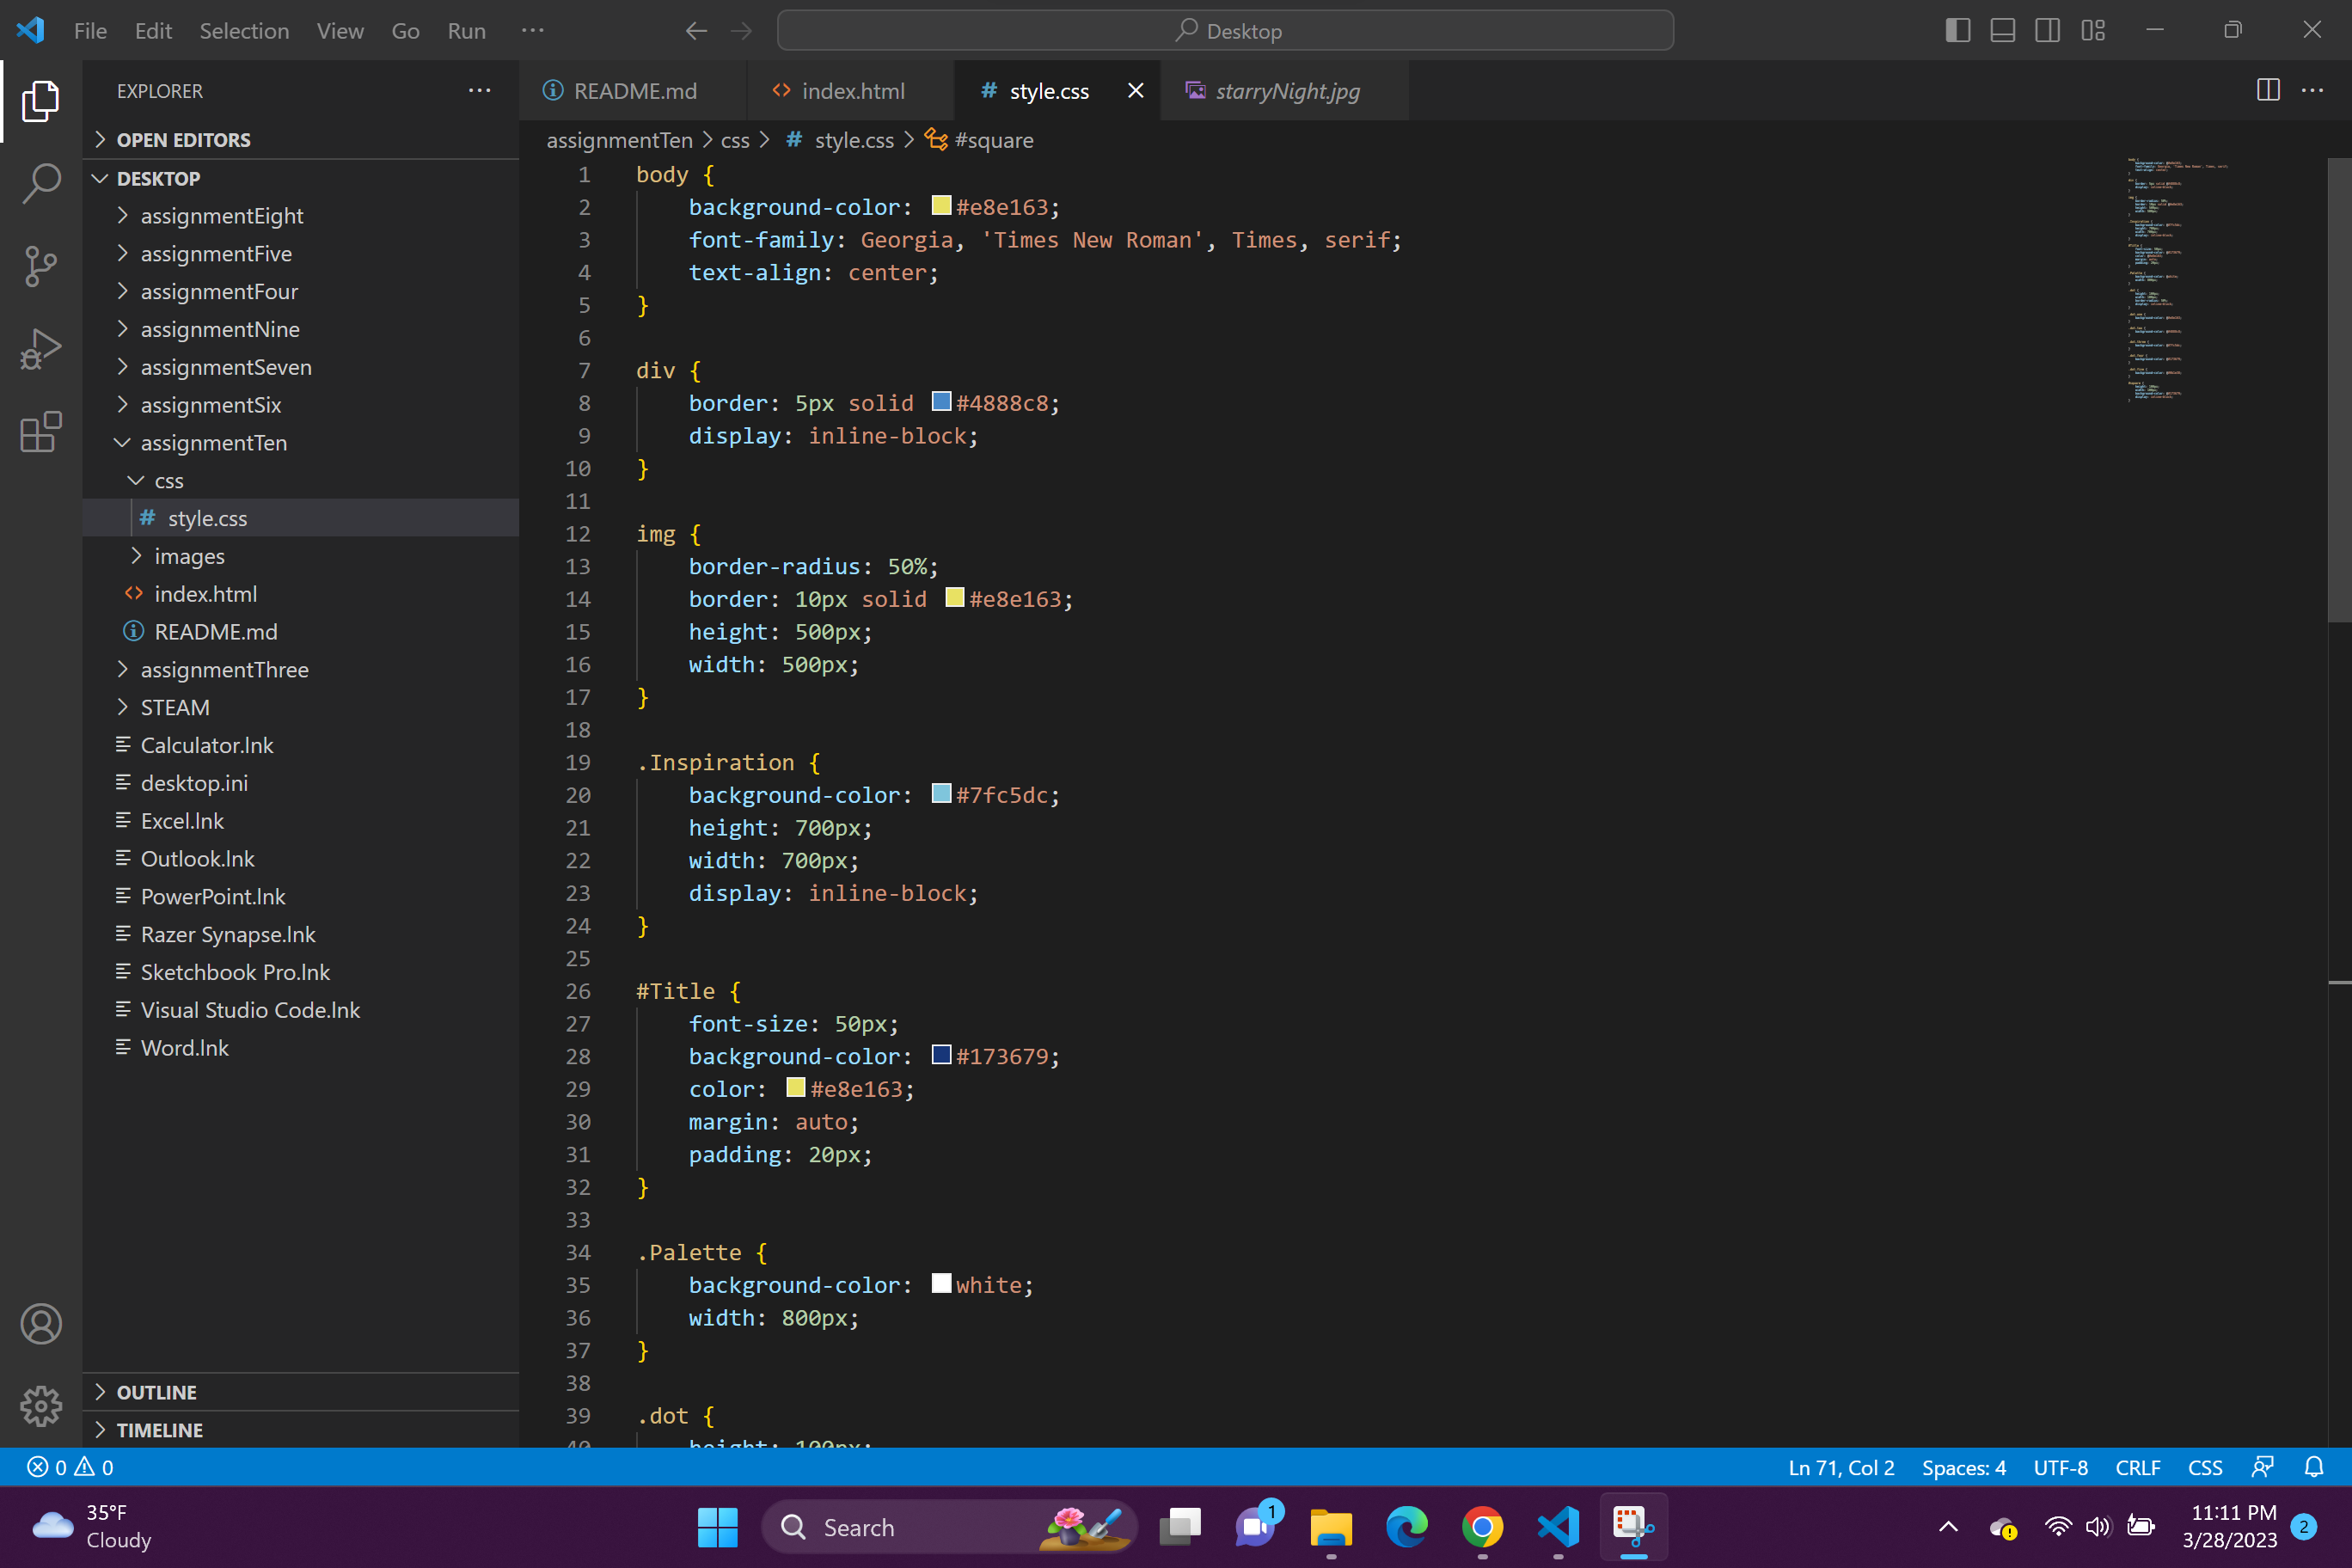 File Edit Selection View Go Run ···
Desktop
EXPLORER
OPEN EDITORS
DESKTOP
assignmentEight
assignmentFive
assignmentFour
assignmentNine
assignmentSeven
assignmentSix
assignmentTen
css
# style.css
images
<> index.html
README.md
assignmentThree
STEAM
Calculator.lnk
desktop.ini
Excel.lnk
Outlook.lnk
PowerPoint.lnk
Razer Synapse.lnk
Sketchbook Pro.lnk
Visual Studio Code.lnk
Word.lnk
OUTLINE
TIMELINE
README.md <> index.html # style.css starryNight.jpg
assignmentTen > css > # style.css > #square
1 body {
2 background-color: #e8e163;
3 font-family: Georgia, 'Times New Roman', Times, serif;
4 text-align: center;
5 }
6
7 div {
8 border: 5px solid #4888c8;
9 display: inline-block;
10 }
11
12 img {
13 border-radius: 50%;
14 border: 10px solid #e8e163;
15 height: 500px;
16 width: 500px;
17 }
18
19 .Inspiration {
20 background-color: #7fc5dc;
21 height: 700px;
22 width: 700px;
23 display: inline-block;
24 }
25
26 #Title {
27 font-size: 50px;
28 background-color: #173679;
29 color: #e8e163;
30 margin: auto;
31 padding: 20px;
32 }
33
34 .Palette {
35 background-color: white;
36 width: 800px;
37 }
38
39 .dot {
40 height: 100px;
0 0 Ln 71, Col 2 Spaces: 4 UTF-8 CRLF CSS
35°F
Cloudy
Search
1
11:11 PM
3/28/2023
2